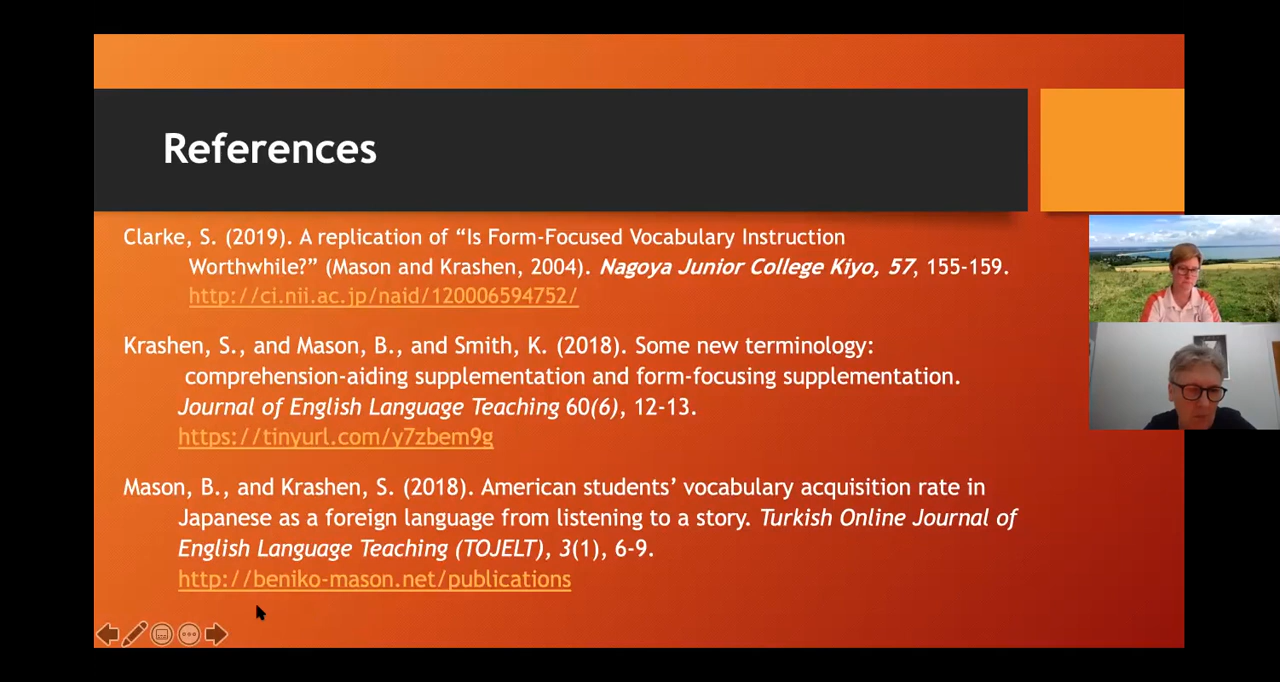 References
Clarke, S. (2019). A replication of “Is Form-Focused Vocabulary Instruction
Worthwhile?” (Mason and Krashen, 2004). Nagoya Junior College Kiyo, 57, 155-159.
http://ci.nii.ac.jp/naid/120006594752/
Krashen, S., and Mason, B., and Smith, K. (2018). Some new terminology:
comprehension-aiding supplementation and form-focusing supplementation.
Journal of English Language Teaching 60(6), 12-13.
https://tinyurl.com/y7zbem9g
Mason, B., and Krashen, S. (2018). American students’ vocabulary acquisition rate in
Japanese as a foreign language from listening to a story. Turkish Online Journal of
English Language Teaching (TOJELT), 3(1), 6-9.
http://beniko-mason.net/publications